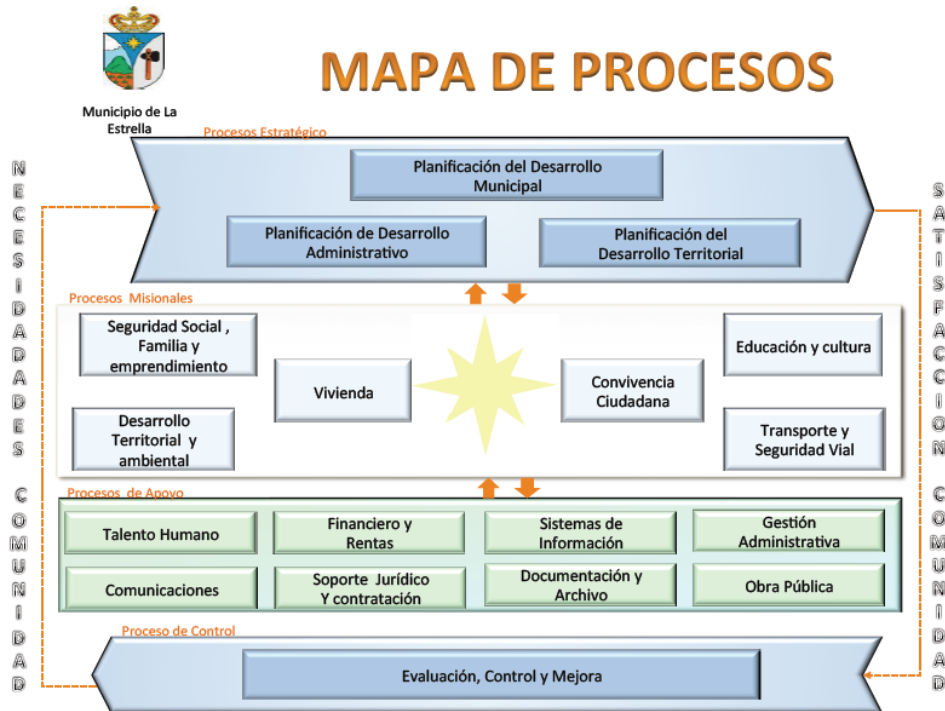 MAPA DE PROCESOS
Municipio de La
Estrella
Procesos Estratégico
Planificación del Desarrollo
Municipal
Planificación de Desarrollo
Administrativo
Planificación del
Desarrollo Territorial
NECESIDADADES COMUNIDAD
SATISFACCION COMUNIDAD
Procesos Misionales
Seguridad Social ,
Familia y
emprendimiento
Vivienda
Convivencia
Ciudadana
Educación y cultura
Desarrollo
Territorial y
ambiental
Transporte y
Seguridad Vial
Procesos de Apoyo
Talento Humano
Financiero y
Rentas
Sistemas de
Información
Gestión
Administrativa
Comunicaciones
Soporte Jurídico
Y contratación
Documentación y
Archivo
Obra Pública
Proceso de Control
Evaluación, Control y Mejora